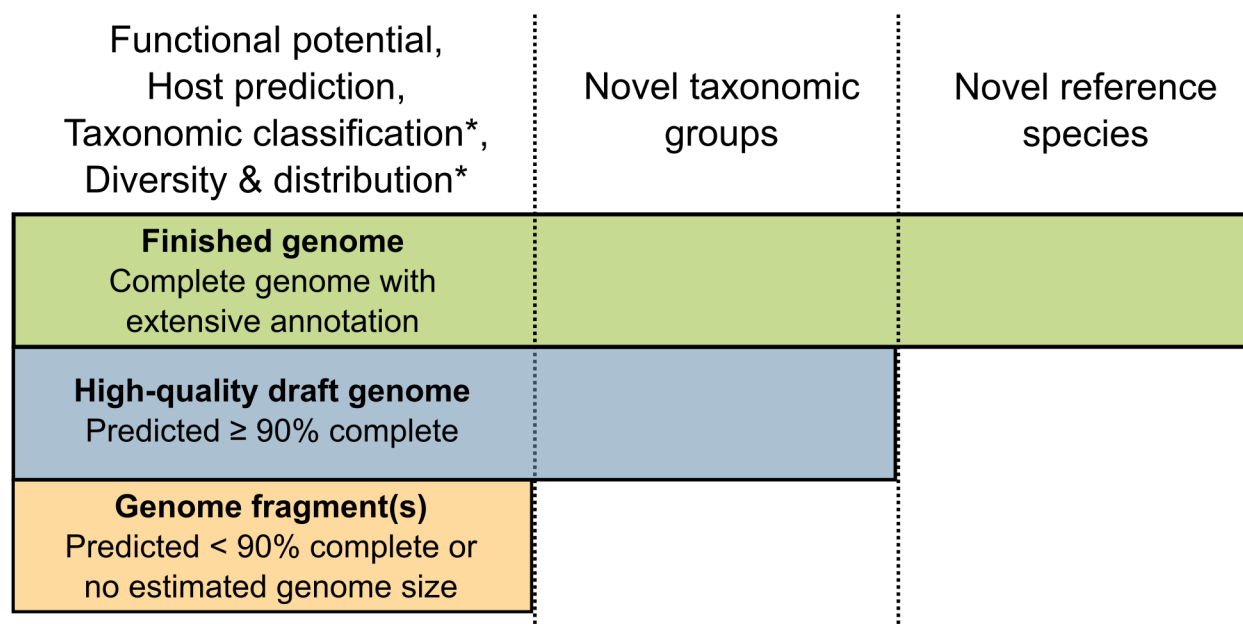 Functional potential,
Host prediction,
Taxonomic classification*,
Diversity & distribution*
Novel taxonomic
groups
Novel reference
species
Finished genome
Complete genome with
extensive annotation
High-quality draft genome
Predicted ≥ 90% complete
Genome fragment(s)
Predicted < 90% complete or
no estimated genome size